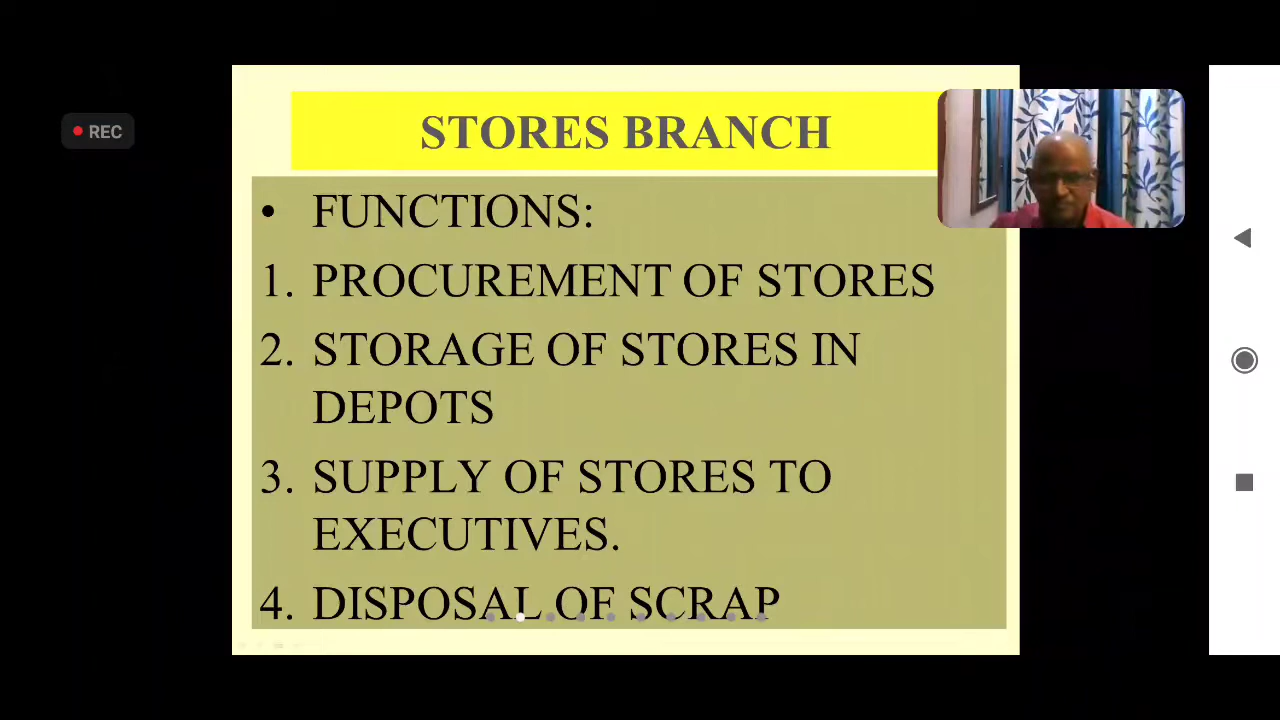 REC
STORES BRANCH
• FUNCTIONS:
1. PROCUREMENT OF STORES
2. STORAGE OF STORES IN
DEPOTS
3. SUPPLY OF STORES TO
EXECUTIVES.
4. DISPOSAL OF SCRAP